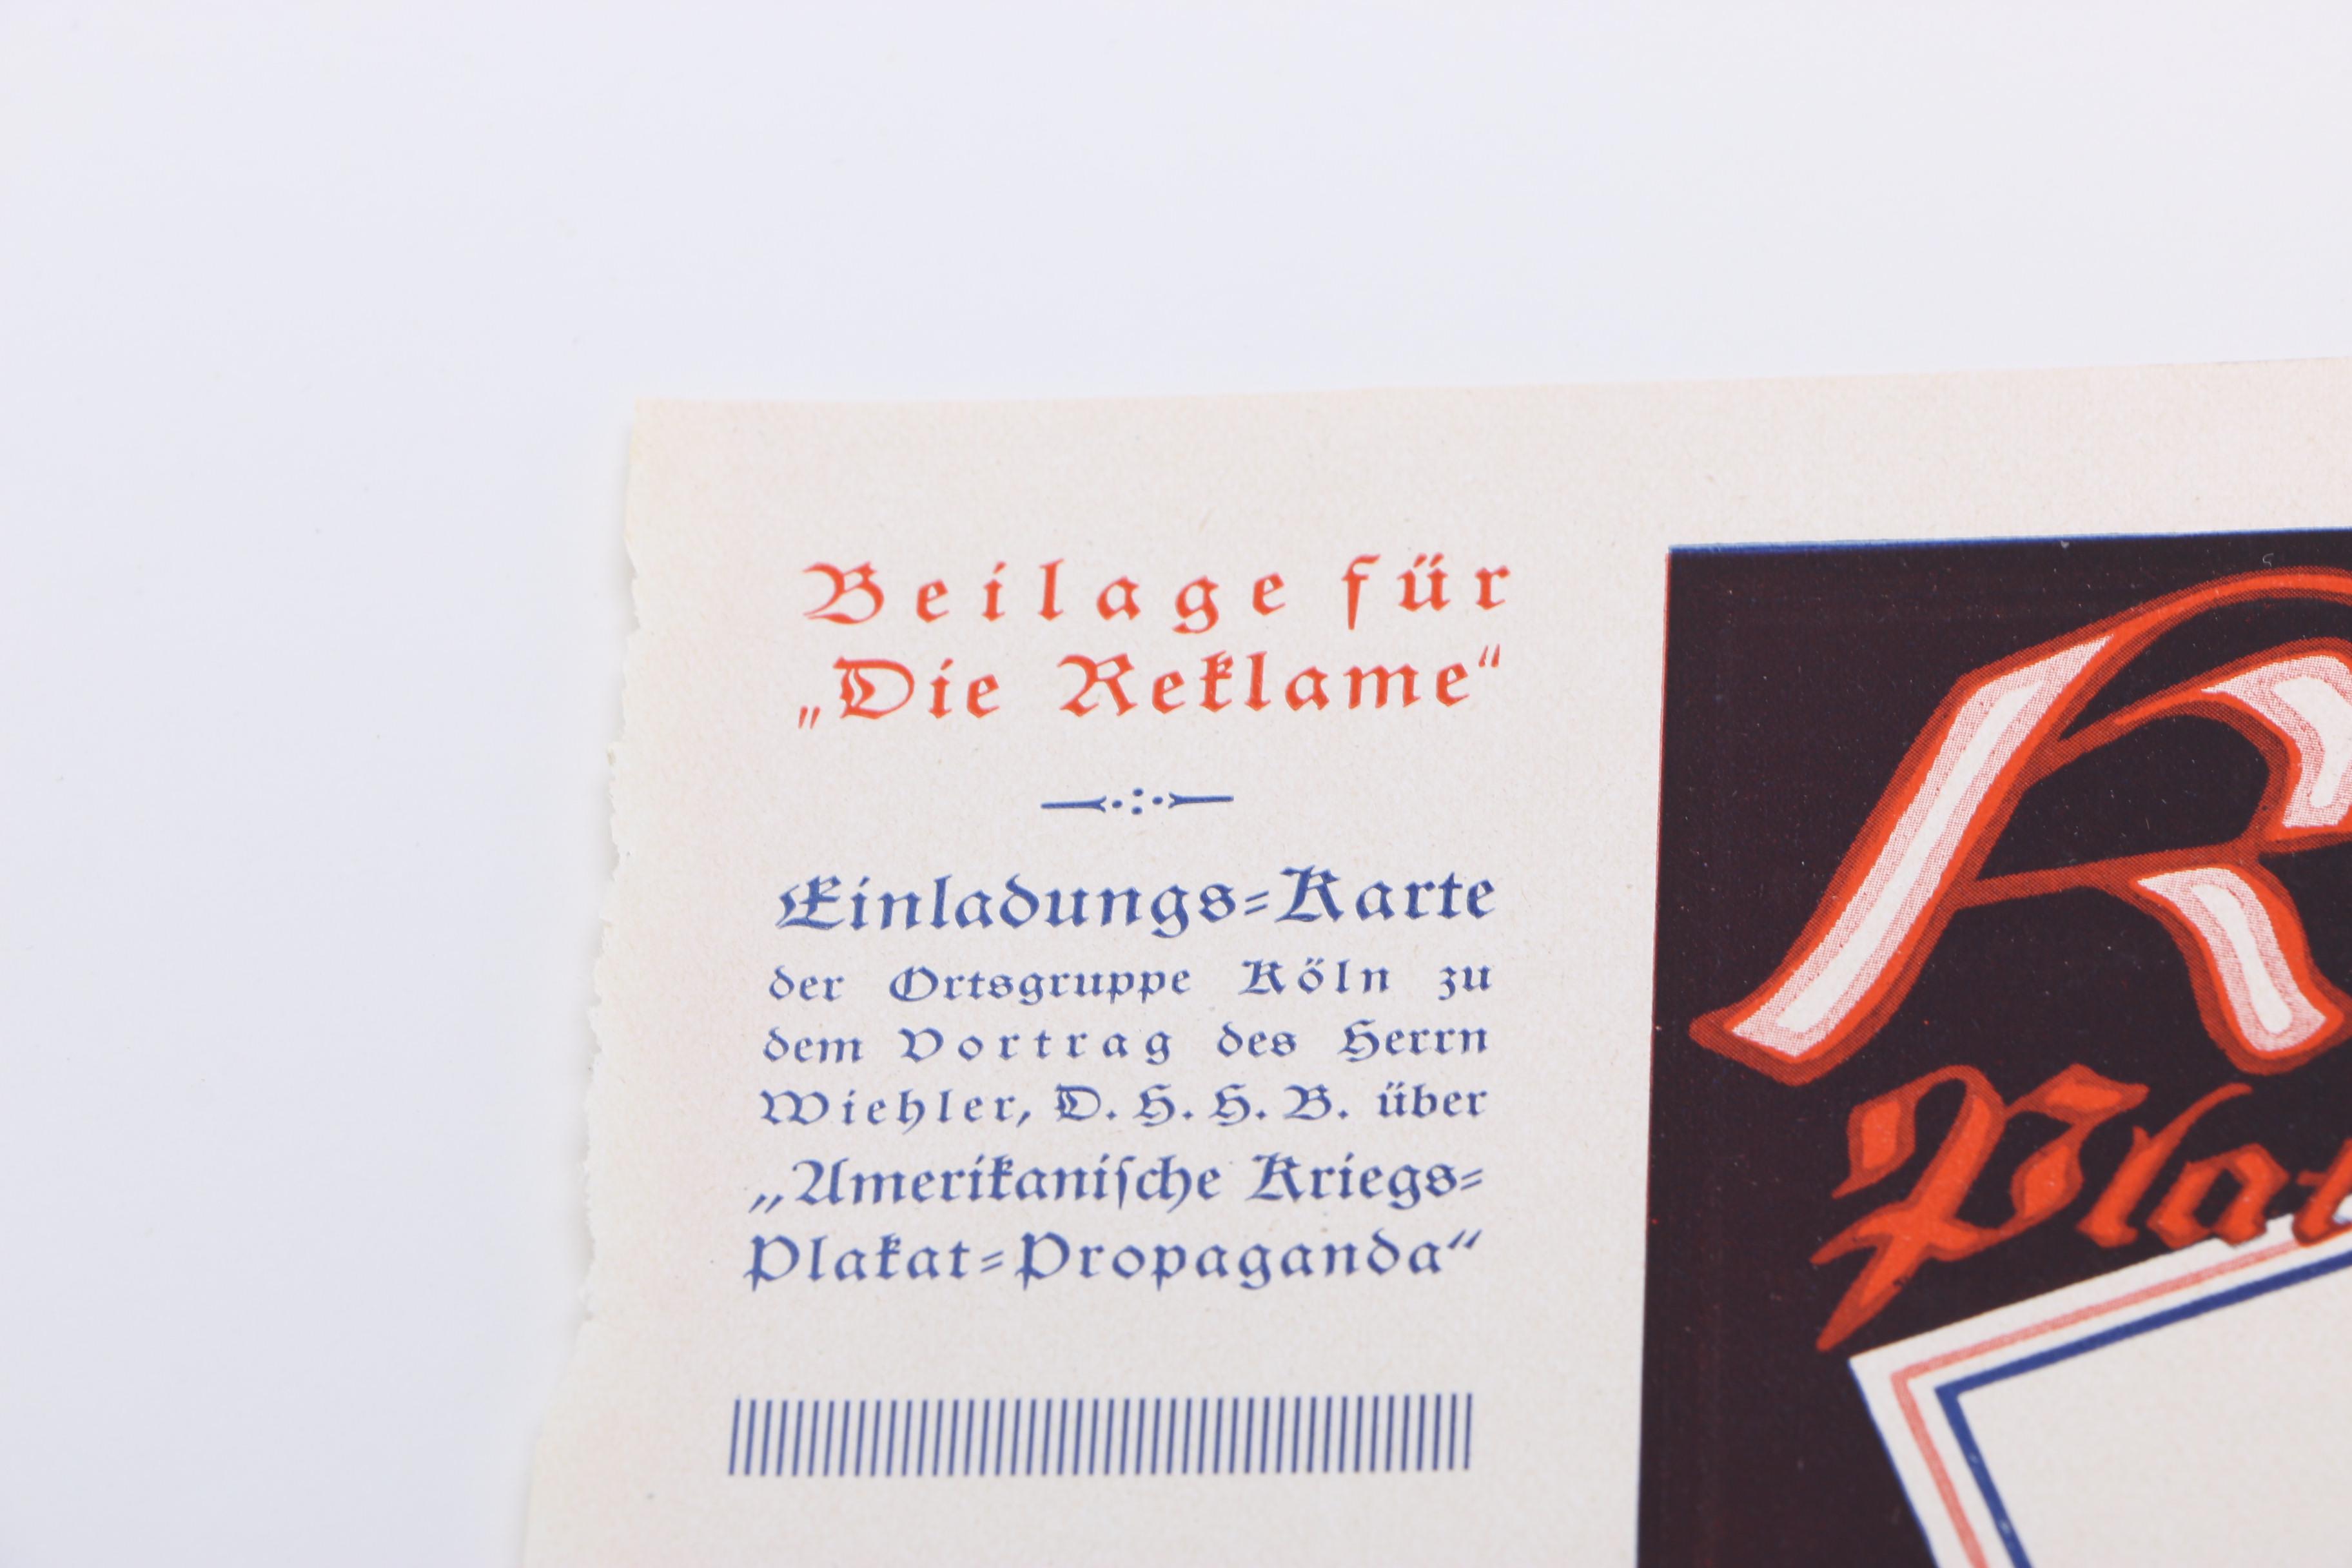 Beilage für
„Die Reklame“
Einladungs=Karte
der Ortsgruppe Köln zu
dem Vortrag des Herrn
Wiehler, D. H. H. B. über
„Amerikanische Kriegs=
Plakat=Propaganda“